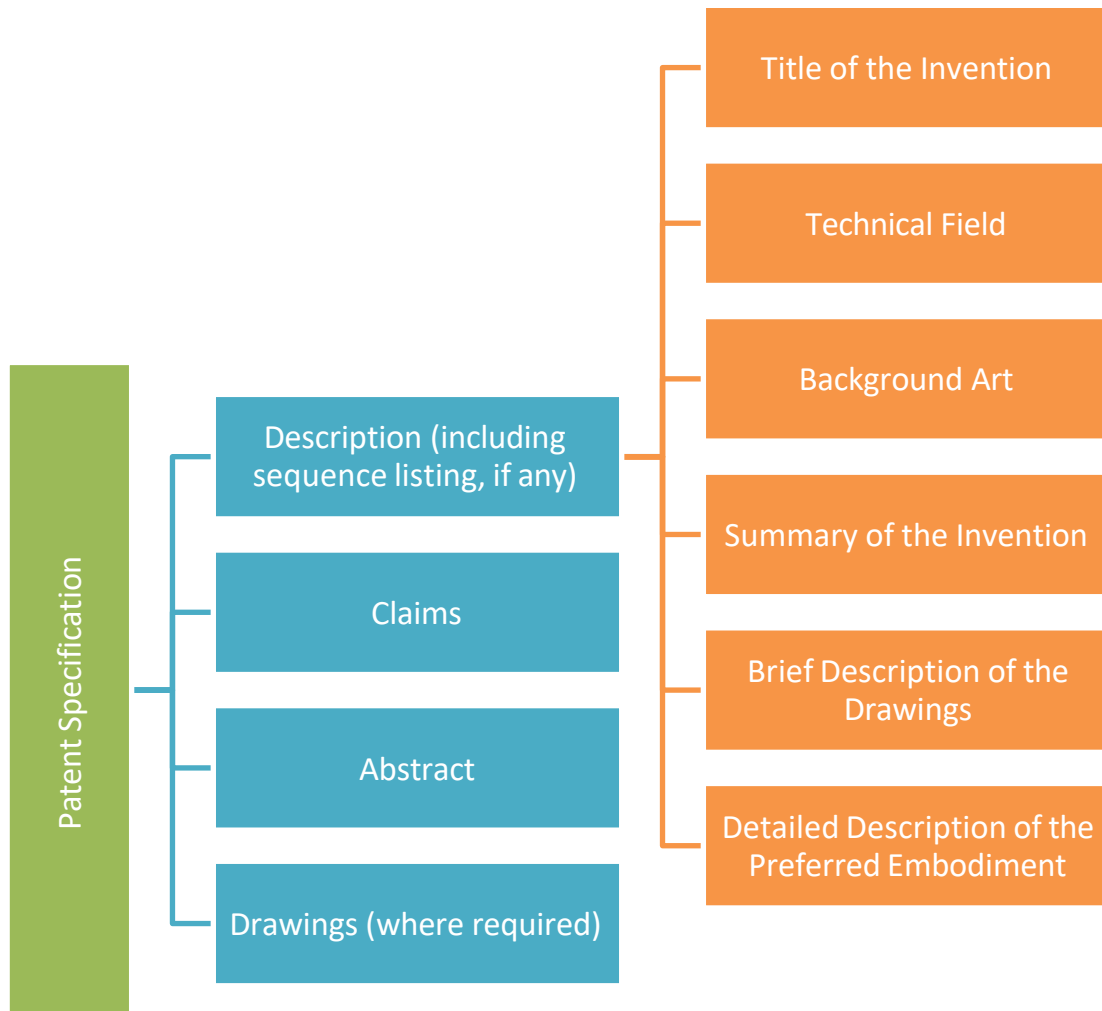 Patent Specification
Description (including
sequence listing, if any)
Claims
Abstract
Drawings (where required)
Title of the Invention
Technical Field
Background Art
Summary of the Invention
Brief Description of the
Drawings
Detailed Description of the
Preferred Embodiment